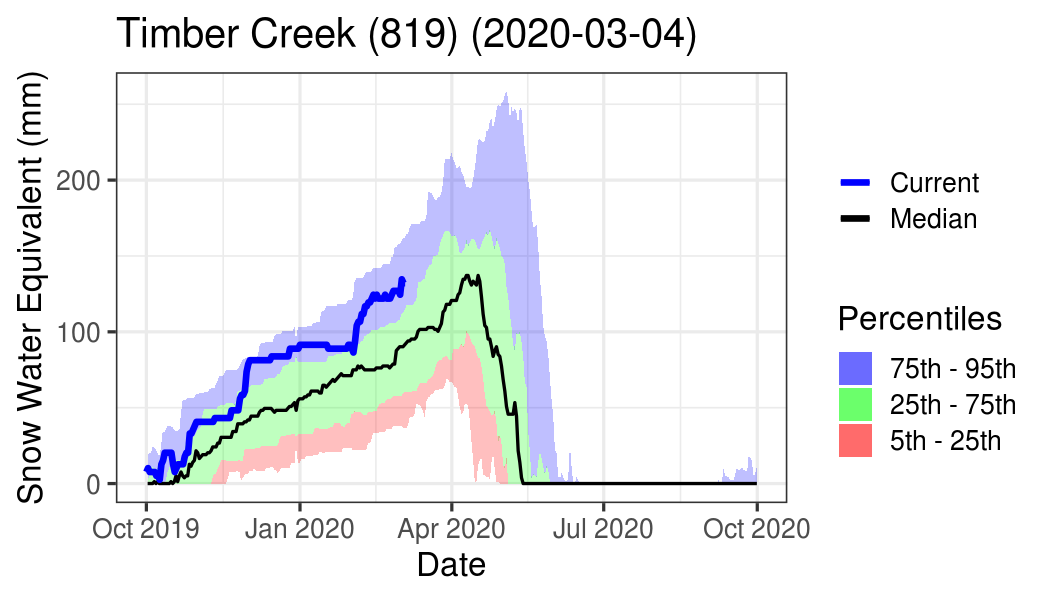 Timber Creek (819) (2020-03-04)
Snow Water Equivalent (mm)
200
100
0
Oct 2019
Jan 2020
Apr 2020
Jul 2020
Oct 2020
Date
Current
Median
Percentiles
75th - 95th
25th - 75th
5th - 25th